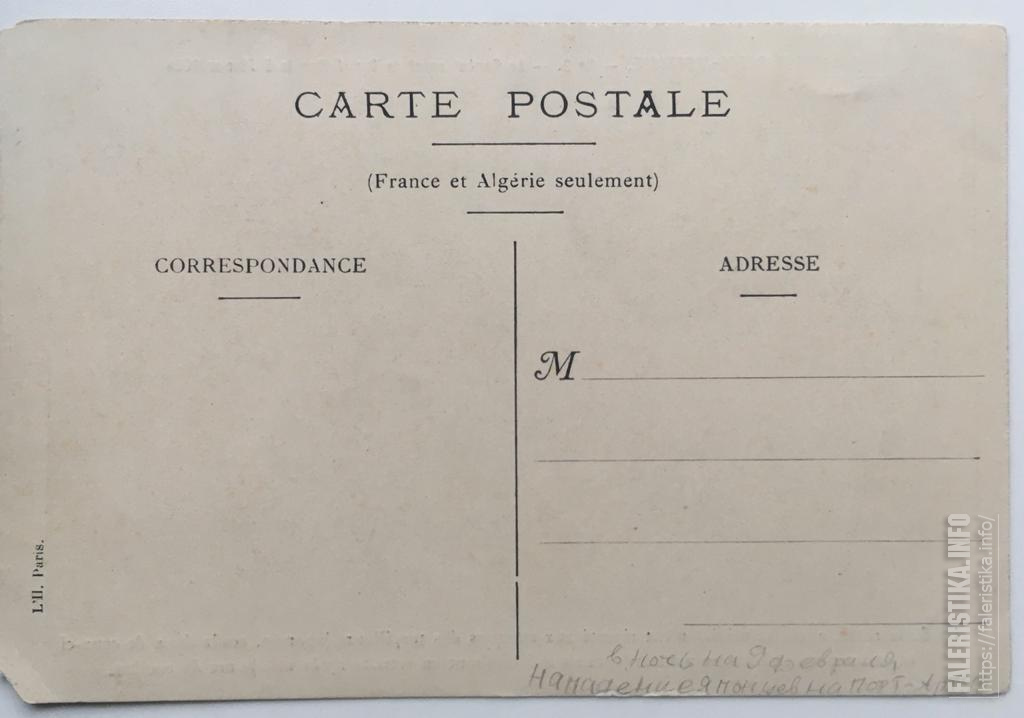 CARTE POSTALE
(France et Algérie seulement)
CORRESPONDANCE
ADRESSE
M
L'Il. Paris.
в ночь на 9 февраля
Нападение японцев на Порт-
FALERISTIKA.INFO
https://faleristika.info/